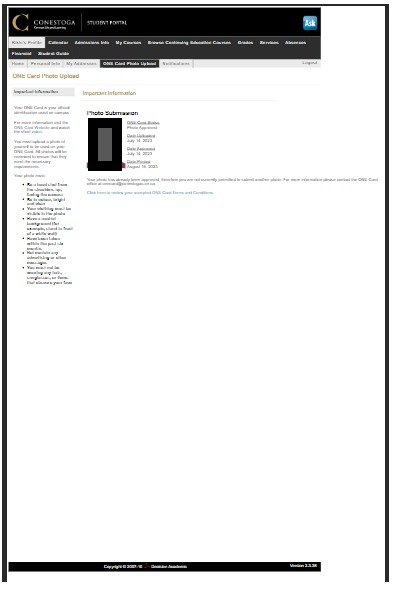 CONESTOGA
Connect Life and Learning
STUDENT PORTAL
Ask
Profile Calendar Admissions Info My Courses Browse Continuing Education Courses Grades Services Absences
Financial Student Guide
Home Personal Info My Addresses ONE Card Photo Upload Notifications Logout
ONE Card Photo Upload
Important Information
Your ONE Card is your official
identification used on campus.
For more information visit the
ONE Card Website and watch
the short video.
You must upload a photo of
yourself to be used on your
ONE Card. All photos will be
reviewed to ensure that they
meet the necessary
requirements.
Your photo must:
Be a head shot from
the shoulders up,
facing the camera
Be in colour, bright
and clear
Your clothing must be
visible in the photo
Have a neutral
background (for
example, stand in front
of a white wall)
Have been taken
within the past six
months
Not contain any
advertising or other
messages
You must not be
wearing any hats,
sunglasses, or items
that obscure your face
Important Information
Photo Submission
ONE Card Status
Photo Approved
Date Uploaded
July 14, 2023
Date Approved
July 14, 2023
Date Printed
August 16, 2023
Your photo has already been approved, therefore you are not currently permitted to submit another photo. For more information please contact the ONE Card
office at onecard@conestogac.on.ca.
Click here to review your accepted ONE Card Terms and Conditions.
Copyright © 2007-10 Decisive Academic
Version 3.3.38